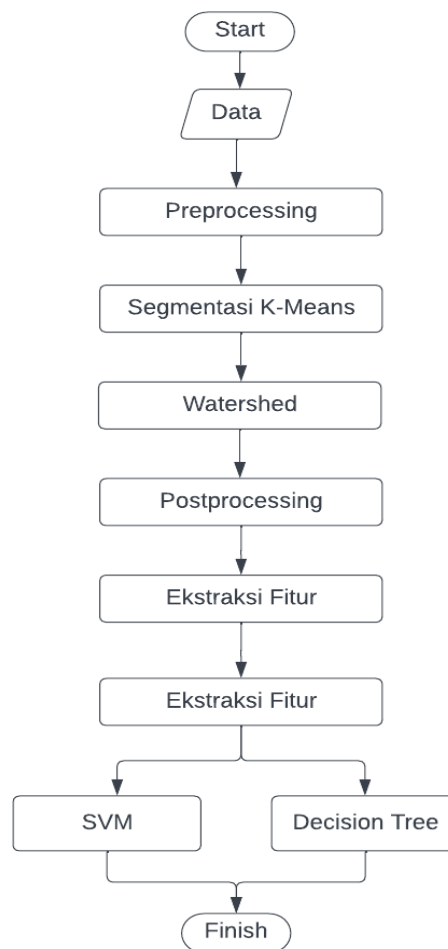 Start
Data
Preprocessing
Segmentasi K-Means
Watershed
Postprocessing
Ekstraksi Fitur
Ekstraksi Fitur
SVM
Decision Tree
Finish